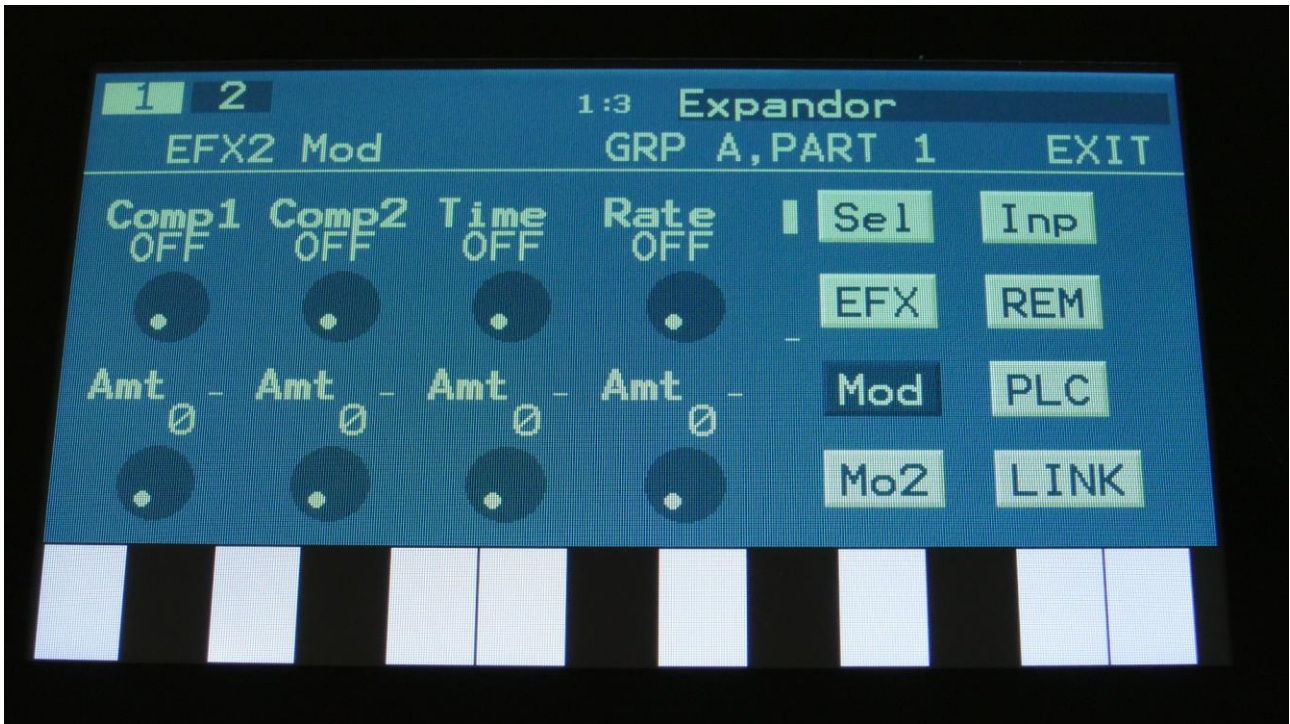 1 2 1:3 Expandor
EFX2 Mod GRP A,PART 1 EXIT
Comp1 Comp2 Time Rate Sel Inp
OFF OFF OFF OFF
EFX REM
Amt Amt Amt Amt Mod PLC
0 0 0 0
Mo2 LINK